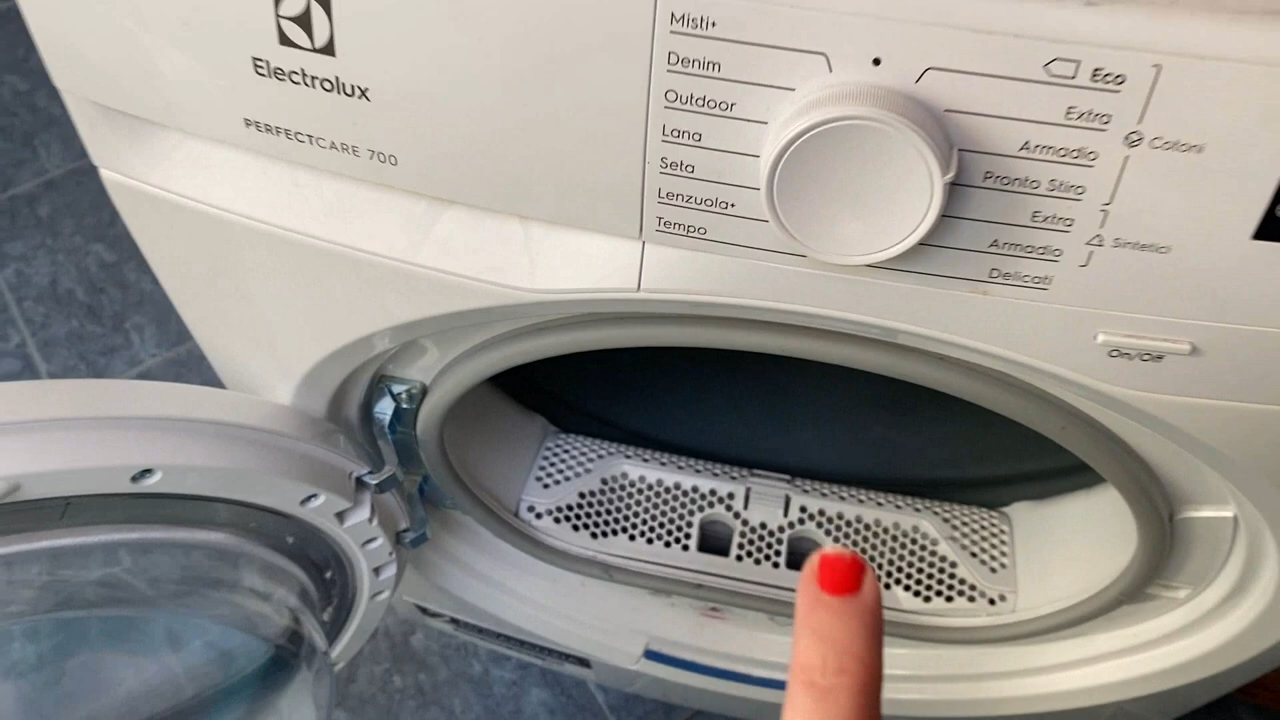 Electrolux
PERFECTCARE 700
Misti+
Denim
Outdoor
Lana
Seta
Lenzuola+
Tempo
Eco
Extra
Armadio
Pronto Stiro
Cotoni
Extra
Armadio
Sintetici
Delicati
On/Off